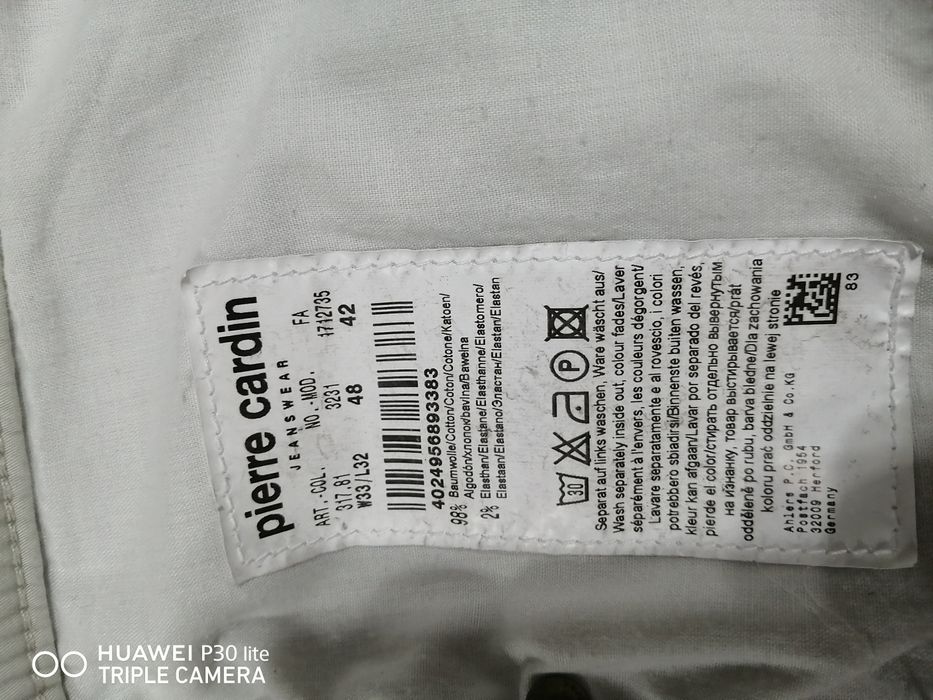 pierre cardin
JEANSWEAR
ART.-COL. NO.-MOD. FA
317.81 3231 1712735
W33/L32 48 42
4024956893383
98% Baumwolle/Cotton/Coton/Cotone/Katoen/
Algodón/хлопок/bavlna/Bawełna
2% Elasthan/Elastane/Elasthanne/Elastomero/
Elastaan/Elastano/Эластан/Elastan/Elastan
30 P
Separat auf links waschen, Ware wäscht aus/
Wash separately inside out, colour fades/Laver
séparément à l'envers, les couleurs dégorgent/
Lavare separatamente al rovescio, i colori
potrebbero sbiadirsi/Binnenste buiten wassen,
kleur kan afgaan/Lavar por separado del revés,
pierde el color/стирать отдельно вывернутым
на изнанку, товар выстирывается/prát
odděleně po rubu, barva bledne/Dla zachowania
koloru prać oddzielnie na lewej stronie
Ahlers P.C. GmbH & Co.KG
Postfach 1954
32009 Herford
Germany
83
HUAWEI P30 lite
TRIPLE CAMERA